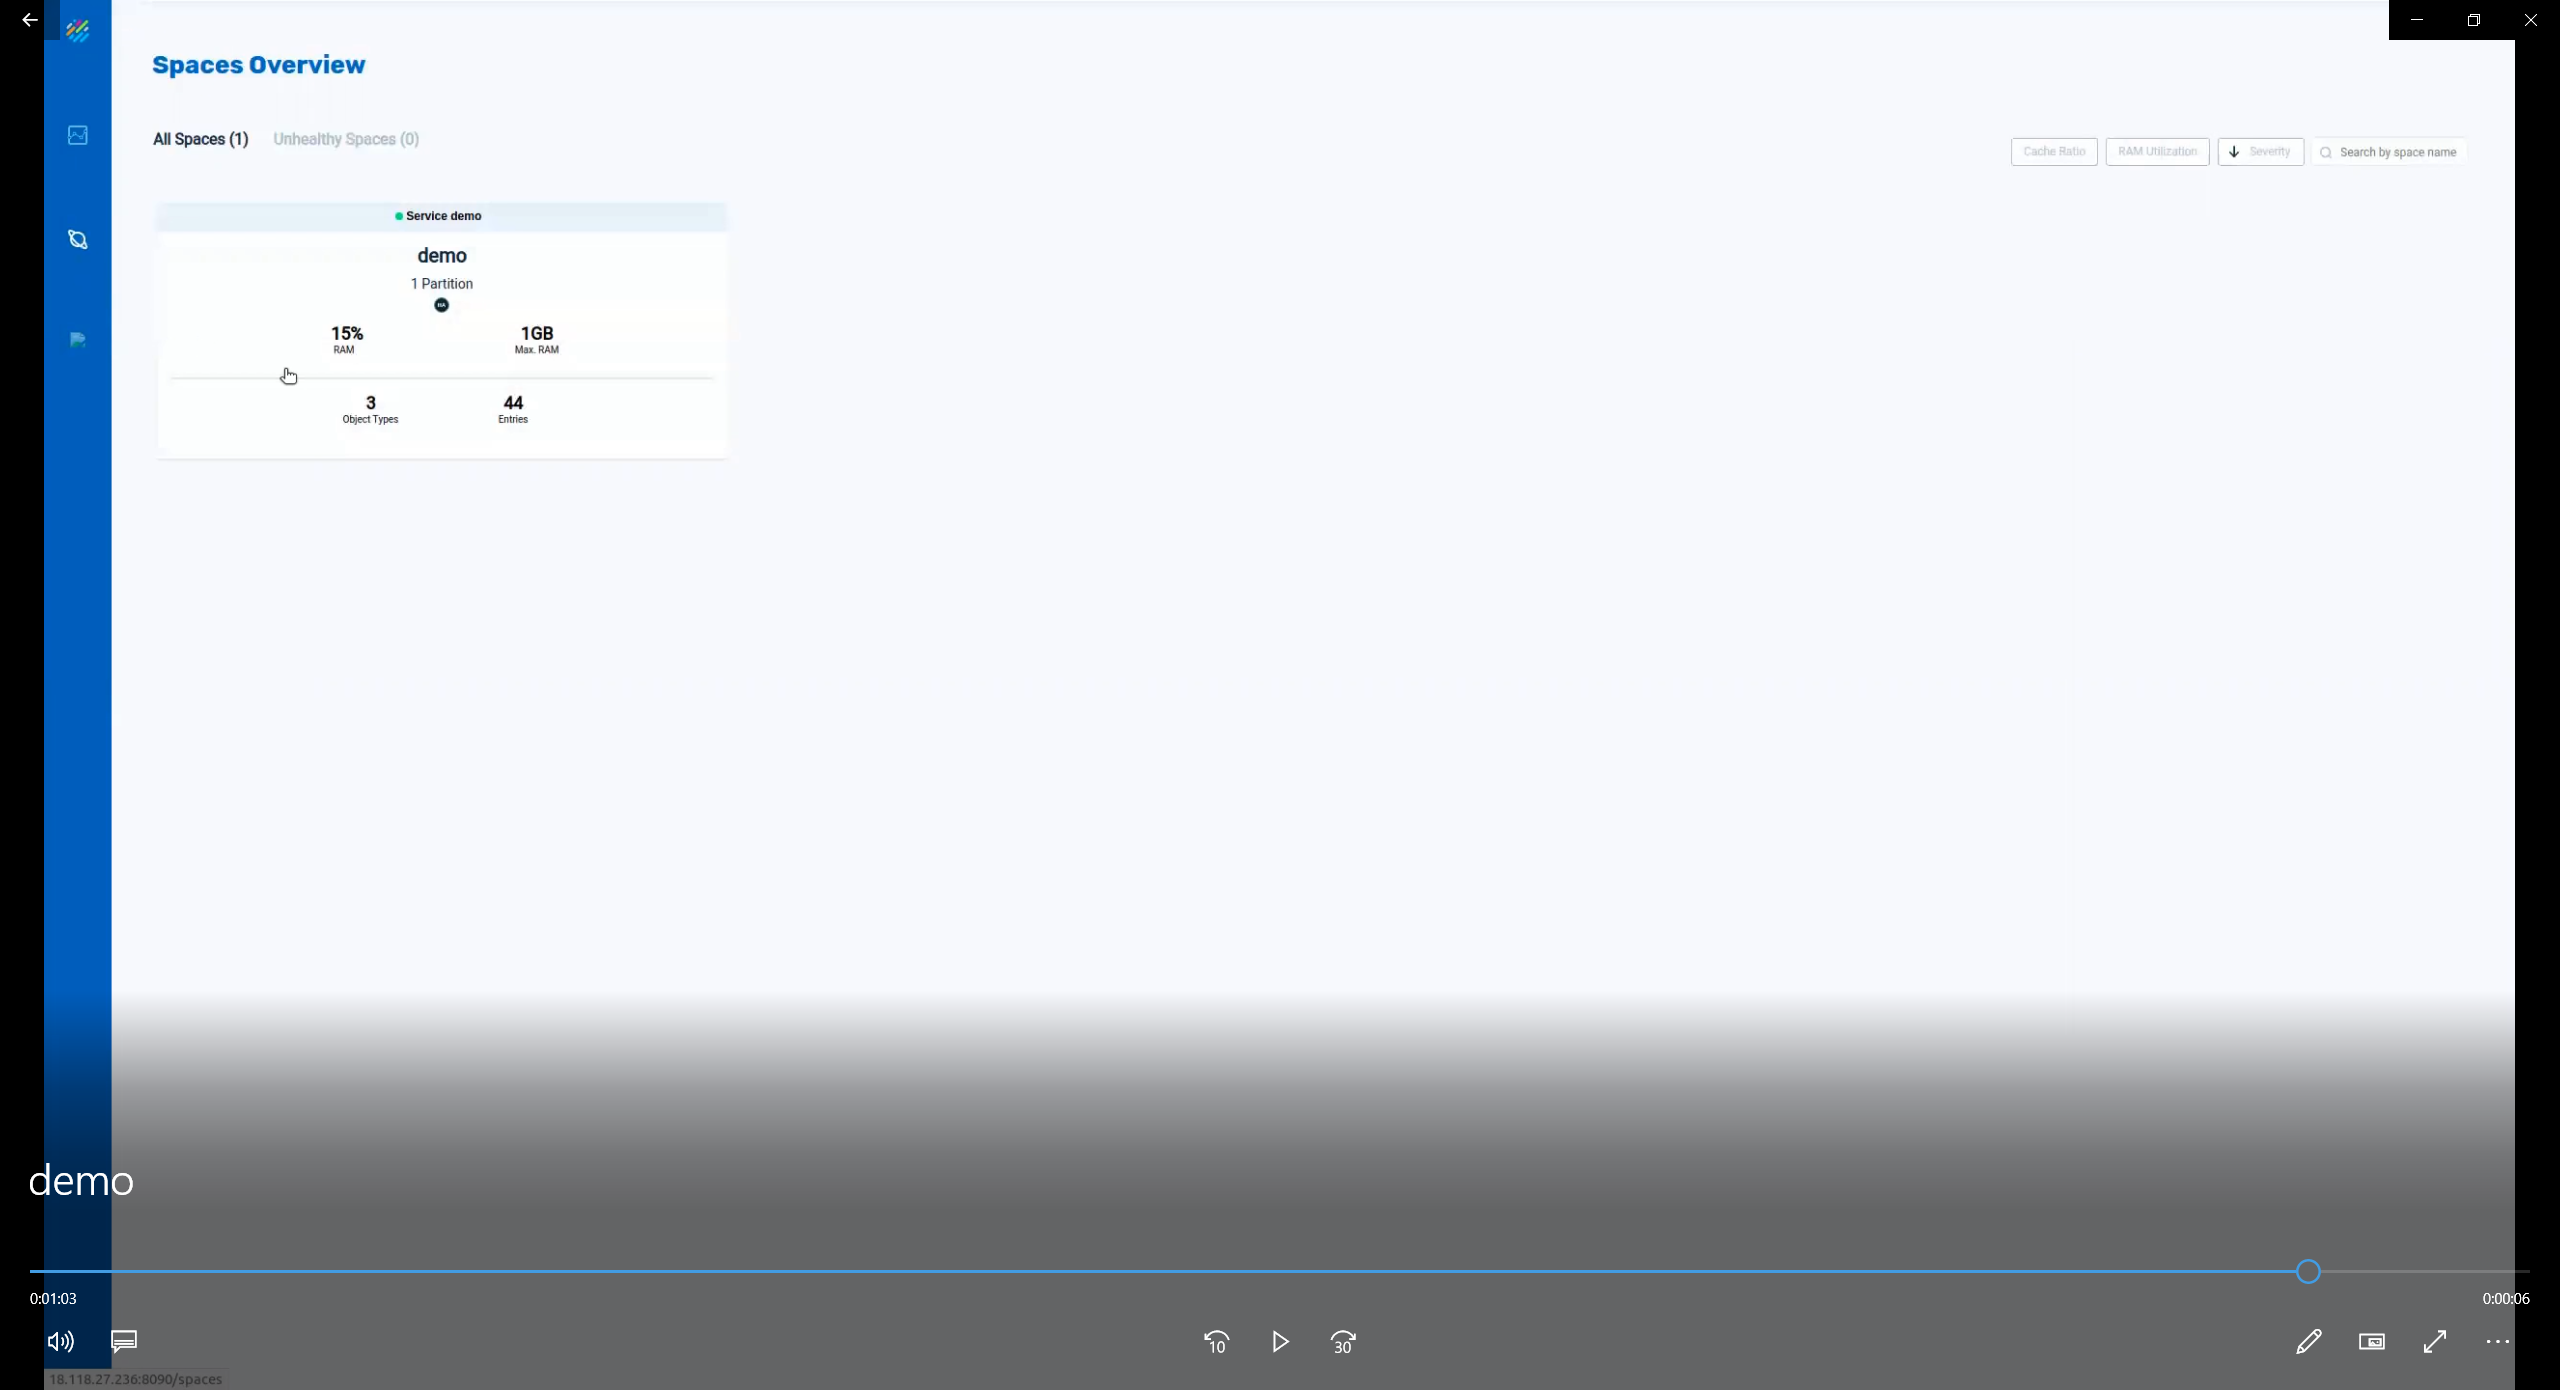 Spaces Overview
All Spaces (1) Unhealthy Spaces (0)
Cache Ratio RAM Utilization Severity Search by space name
Service demo
demo
1 Partition
HA
15% 1GB
RAM Max. RAM
3 44
Object Types Entries
demo
0:01:03 0:00:06
10 30
18.118.27.236:8090/spaces